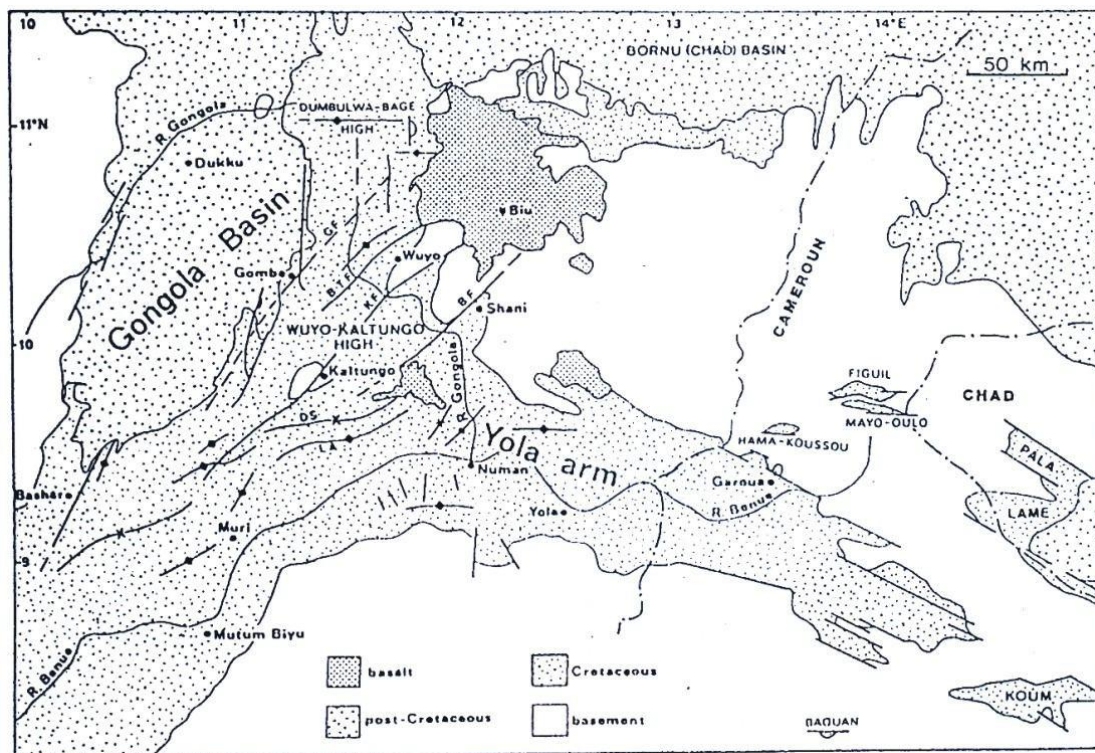 10
11
12
13
14°E
BORNU (CHAD) BASIN
50 km
R Gongola
DUMBULWA-BAGE
HIGH
11°N
Dukku
Biu
Gongola Basin
GF
Wuyo
Gombe
B.T.F
KF
B F
Shani
CAMEROUN
10
WUYO-KALTUNGO
HIGH
Kaltungo
R Gongola
FIGUIL
CHAD
MAYO-OULO
DS
LA
Yola arm
HAMA-KOUSSOU
PALA
Numan
Garoua
Bashar
R. Benue
LAME
Yola
Muri
9
Mutum Biyu
R. Benue
basalt
Cretaceous
post-Cretaceous
basement
KOUM